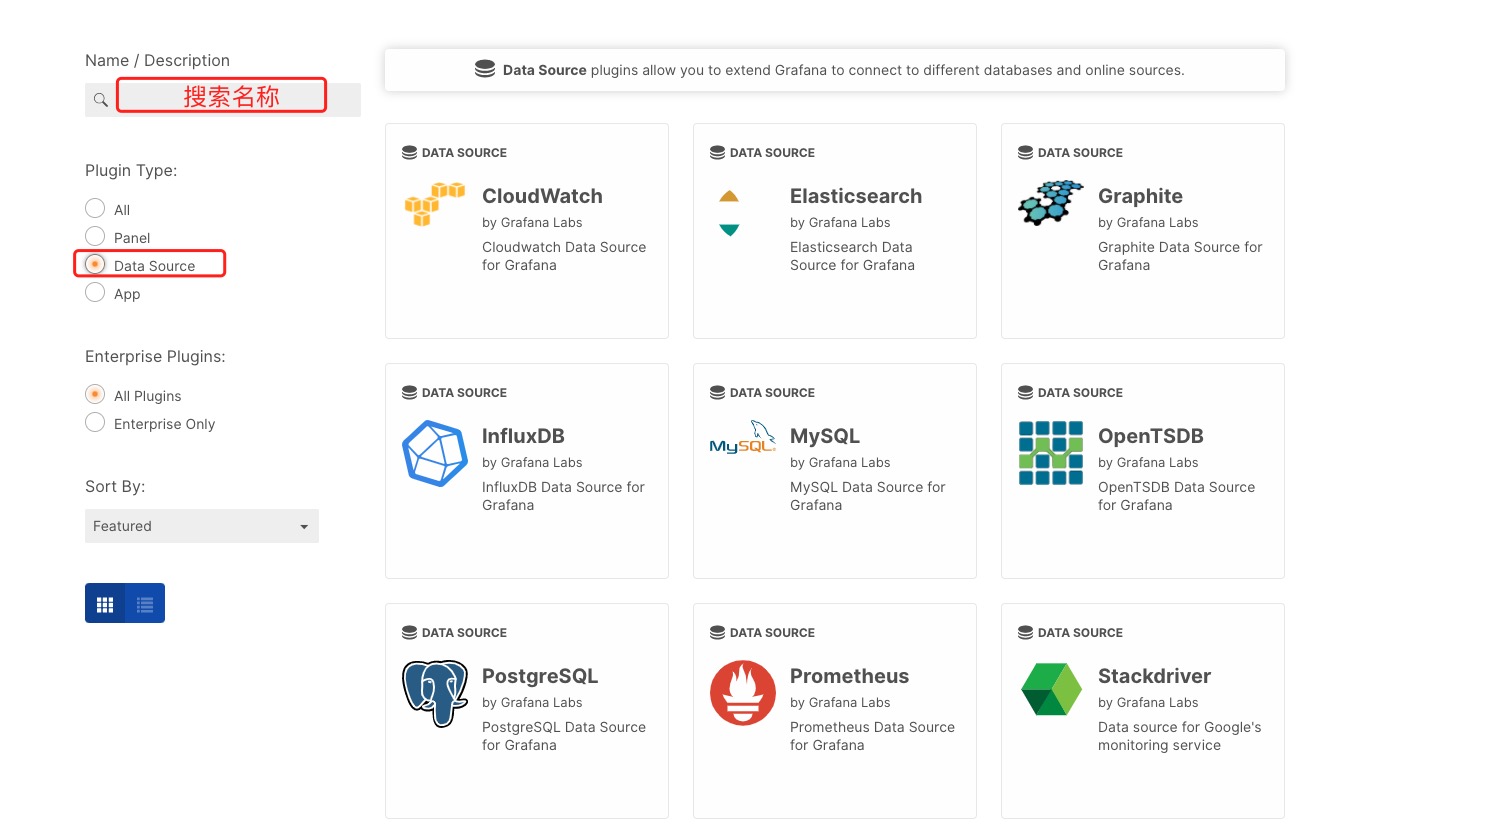 Name / Description
搜索名称
Plugin Type:
All
Panel
Data Source
App
Enterprise Plugins:
All Plugins
Enterprise Only
Sort By:
Featured
Data Source plugins allow you to extend Grafana to connect to different databases and online sources.
DATA SOURCE
CloudWatch
by Grafana Labs
Cloudwatch Data Source
for Grafana
DATA SOURCE
Elasticsearch
by Grafana Labs
Elasticsearch Data
Source for Grafana
DATA SOURCE
Graphite
by Grafana Labs
Graphite Data Source for
Grafana
DATA SOURCE
InfluxDB
by Grafana Labs
InfluxDB Data Source for
Grafana
DATA SOURCE
MySQL
MySQL
by Grafana Labs
MySQL Data Source for
Grafana
DATA SOURCE
OpenTSDB
by Grafana Labs
OpenTSDB Data Source
for Grafana
DATA SOURCE
PostgreSQL
by Grafana Labs
PostgreSQL Data Source
for Grafana
DATA SOURCE
Prometheus
by Grafana Labs
Prometheus Data Source
for Grafana
DATA SOURCE
Stackdriver
by Grafana Labs
Data source for Google's
monitoring service